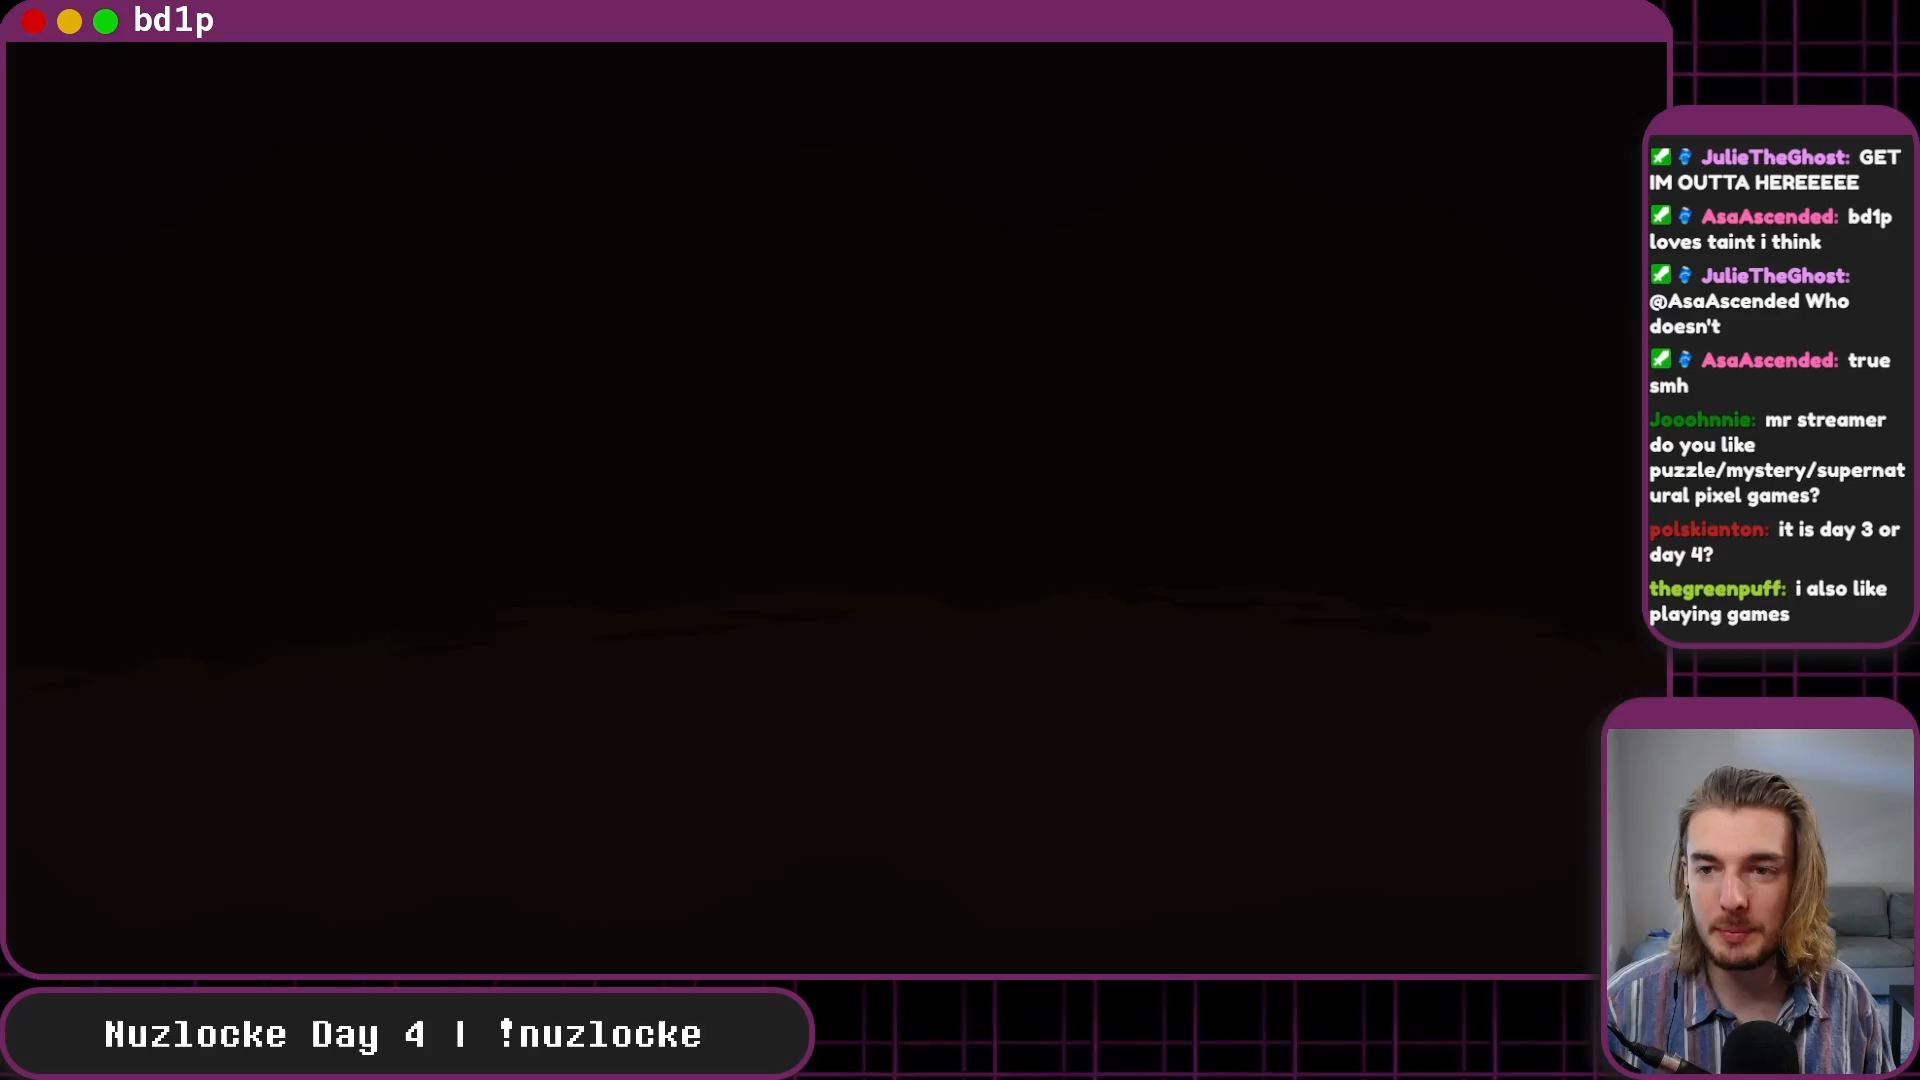 bd1p
JulieTheGhost: GET
IM OUTTA HEREEEEE
AsaAscended: bd1p
loves taint i think
JulieTheGhost:
@AsaAscended Who
doesn't
AsaAscended: true
smh
Jooohnnie: mr streamer
do you like
puzzle/mystery/supernat
ural pixel games?
polskianton: it is day 3 or
day 4?
thegreenpuff: i also like
playing games
Nuzlocke Day 4 | !nuzlocke